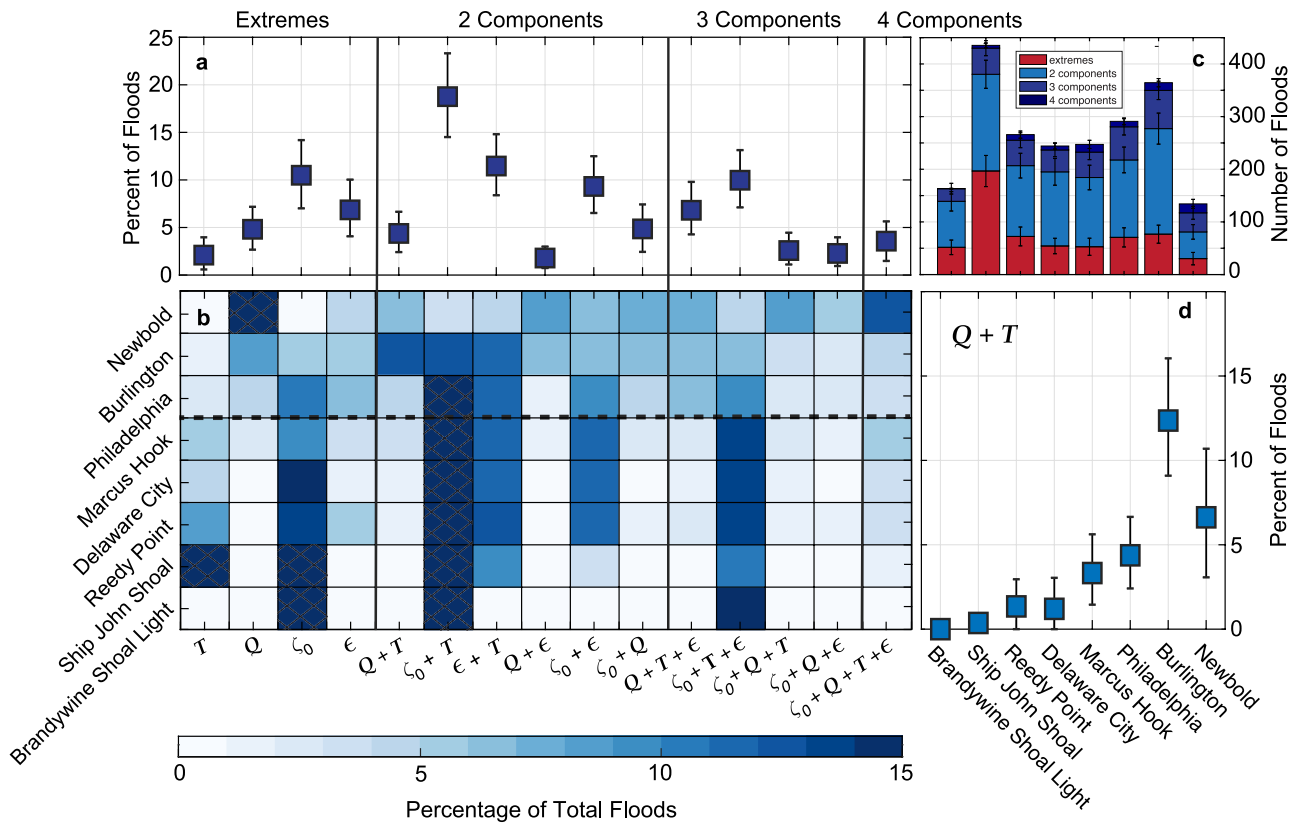 Extremes
2 Components
3 Components
4 Components
a
25
20
15
10
5
0
Percent of Floods
c
extremes
2 components
3 components
4 components
400
300
200
100
0
Number of Floods
b
Newbold
Burlington
Philadelphia
Marcus Hook
Delaware City
Reedy Point
Ship John Shoal
Brandywine Shoal Light
T
Q
ζ₀
ϵ
Q + T
ζ₀ + T
ϵ + T
Q + ϵ
ζ₀ + ϵ
ζ₀ + Q
Q + T + ϵ
ζ₀ + T + ϵ
ζ₀ + Q + T
ζ₀ + Q + ϵ
ζ₀ + Q + T + ϵ
0
5
10
15
Percentage of Total Floods
d
Q + T
15
10
5
0
Percent of Floods
Brandywine Shoal Light
Ship John Shoal
Reedy Point
Delaware City
Marcus Hook
Philadelphia
Burlington
Newbold